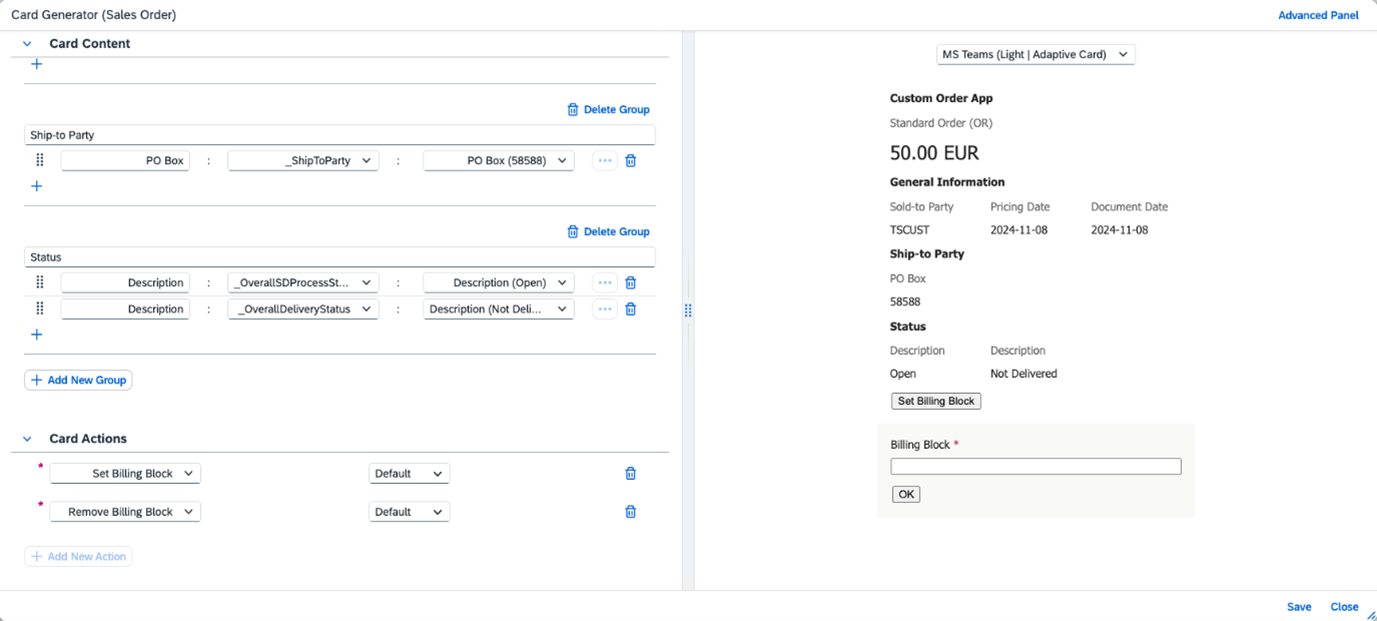 Card Generator (Sales Order)
Advanced Panel
Card Content
Delete Group
Ship-to Party
PO Box : _ShipToParty : PO Box (58588)
Delete Group
Status
Description : _OverallSDProcessSt... : Description (Open)
Description : _OverallDeliveryStatus : Description (Not Deli...
Add New Group
Card Actions
* Set Billing Block Default
* Remove Billing Block Default
Add New Action
MS Teams (Light | Adaptive Card)
Custom Order App
Standard Order (OR)
50.00 EUR
General Information
Sold-to Party Pricing Date Document Date
TSCUST 2024-11-08 2024-11-08
Ship-to Party
PO Box
58588
Status
Description Description
Open Not Delivered
Set Billing Block
Billing Block *
OK
Save Close